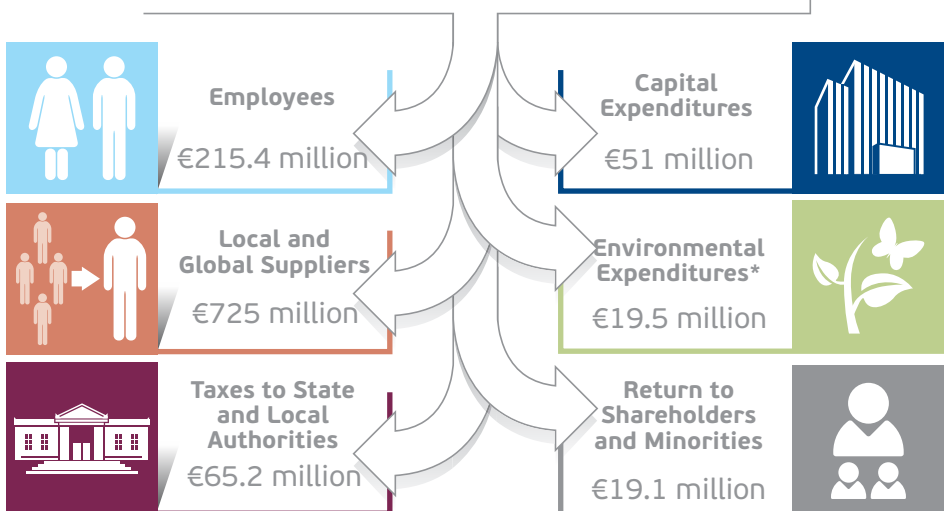 Employees
€215.4 million
Capital
Expenditures
€51 million
Local and
Global Suppliers
€725 million
Environmental
Expenditures*
€19.5 million
Taxes to State
and Local
Authorities
€65.2 million
Return to
Shareholders
and Minorities
€19.1 million